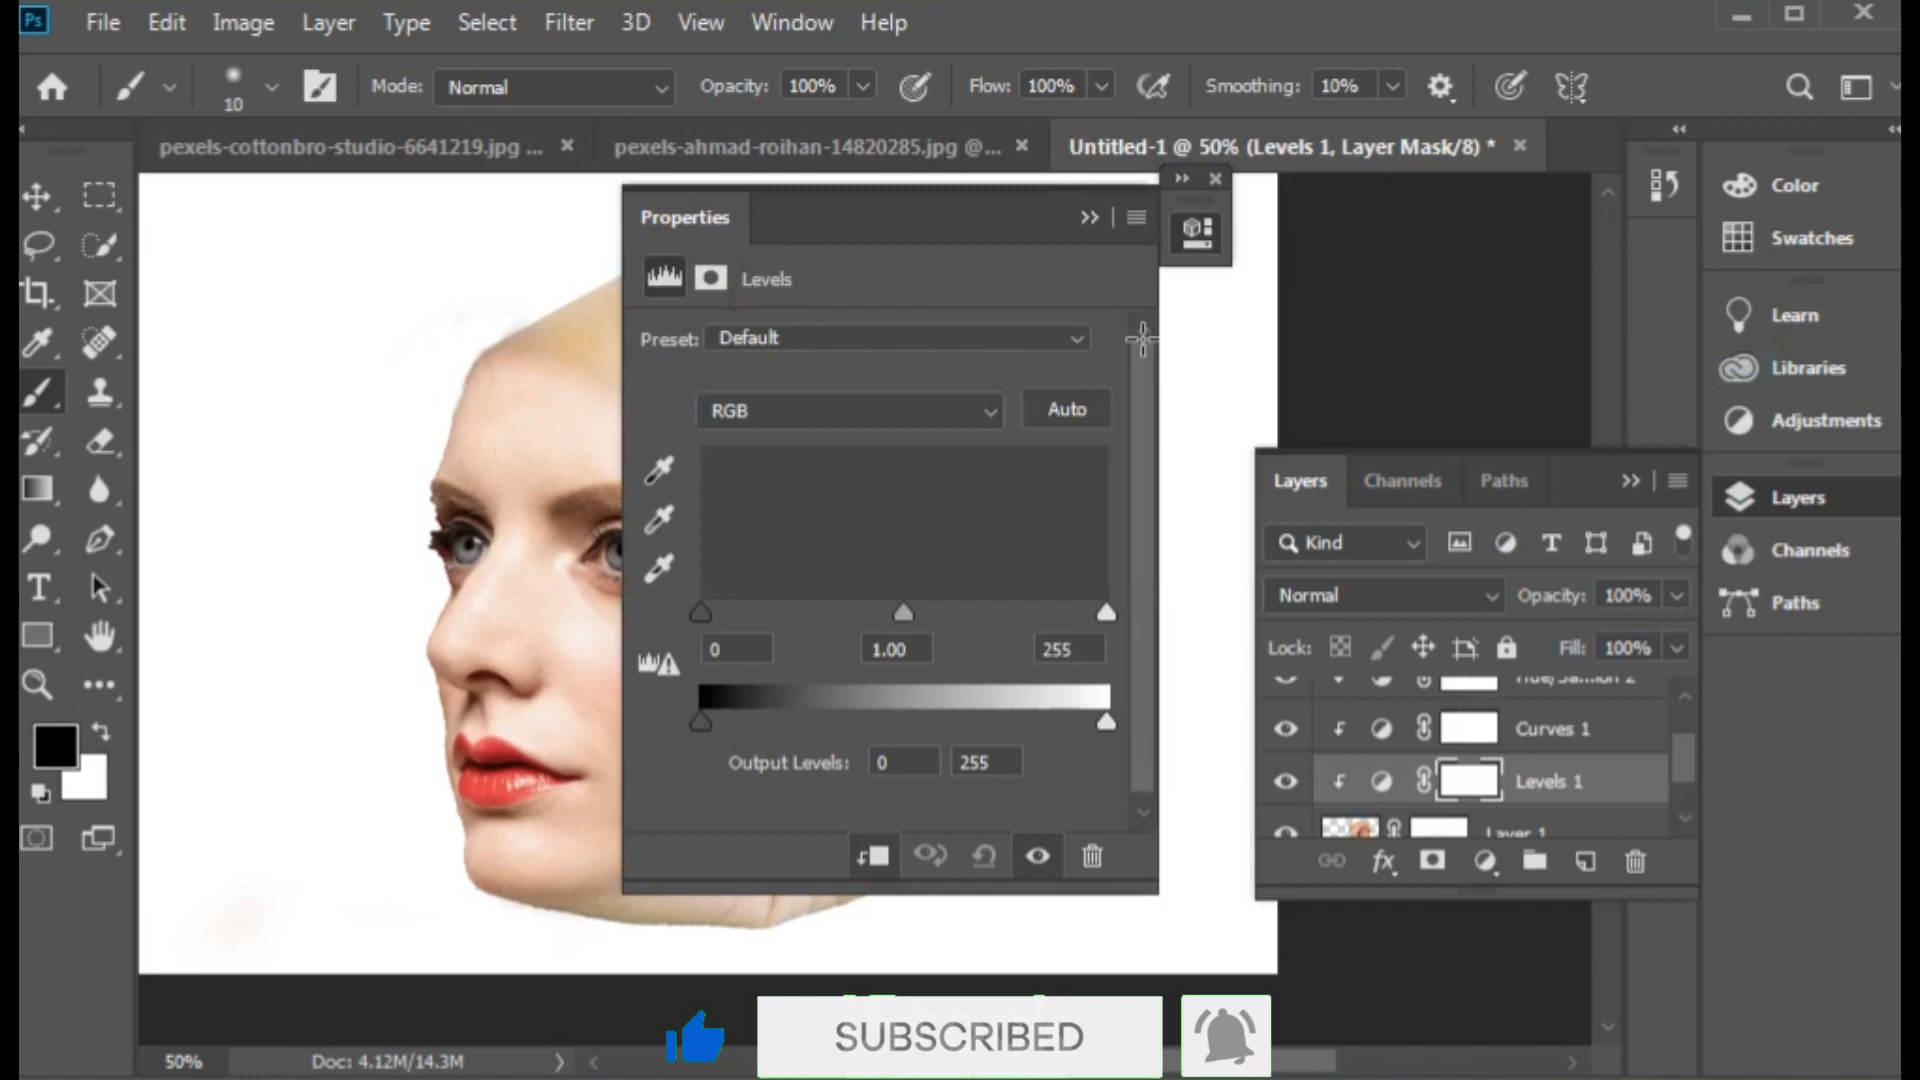 Ps File Edit Image Layer Type Select Filter 3D View Window Help
10 Mode: Normal Opacity: 100% Flow: 100% Smoothing: 10%
pexels-cottonbro-studio-6641219.jpg ... × pexels-ahmad-roihan-14820285.jpg @... × Untitled-1 @ 50% (Levels 1, Layer Mask/8) * ×
Properties
Levels
Preset: Default
RGB Auto
0 1.00 255
Output Levels: 0 255
Color
Swatches
Learn
Libraries
Adjustments
Layers
Channels
Paths
Layers Channels Paths
Kind
Normal Opacity: 100%
Lock: Fill: 100%
Curves 1
Levels 1
Layer 1
fx
SUBSCRIBED
50% Doc: 4.12M/14.3M